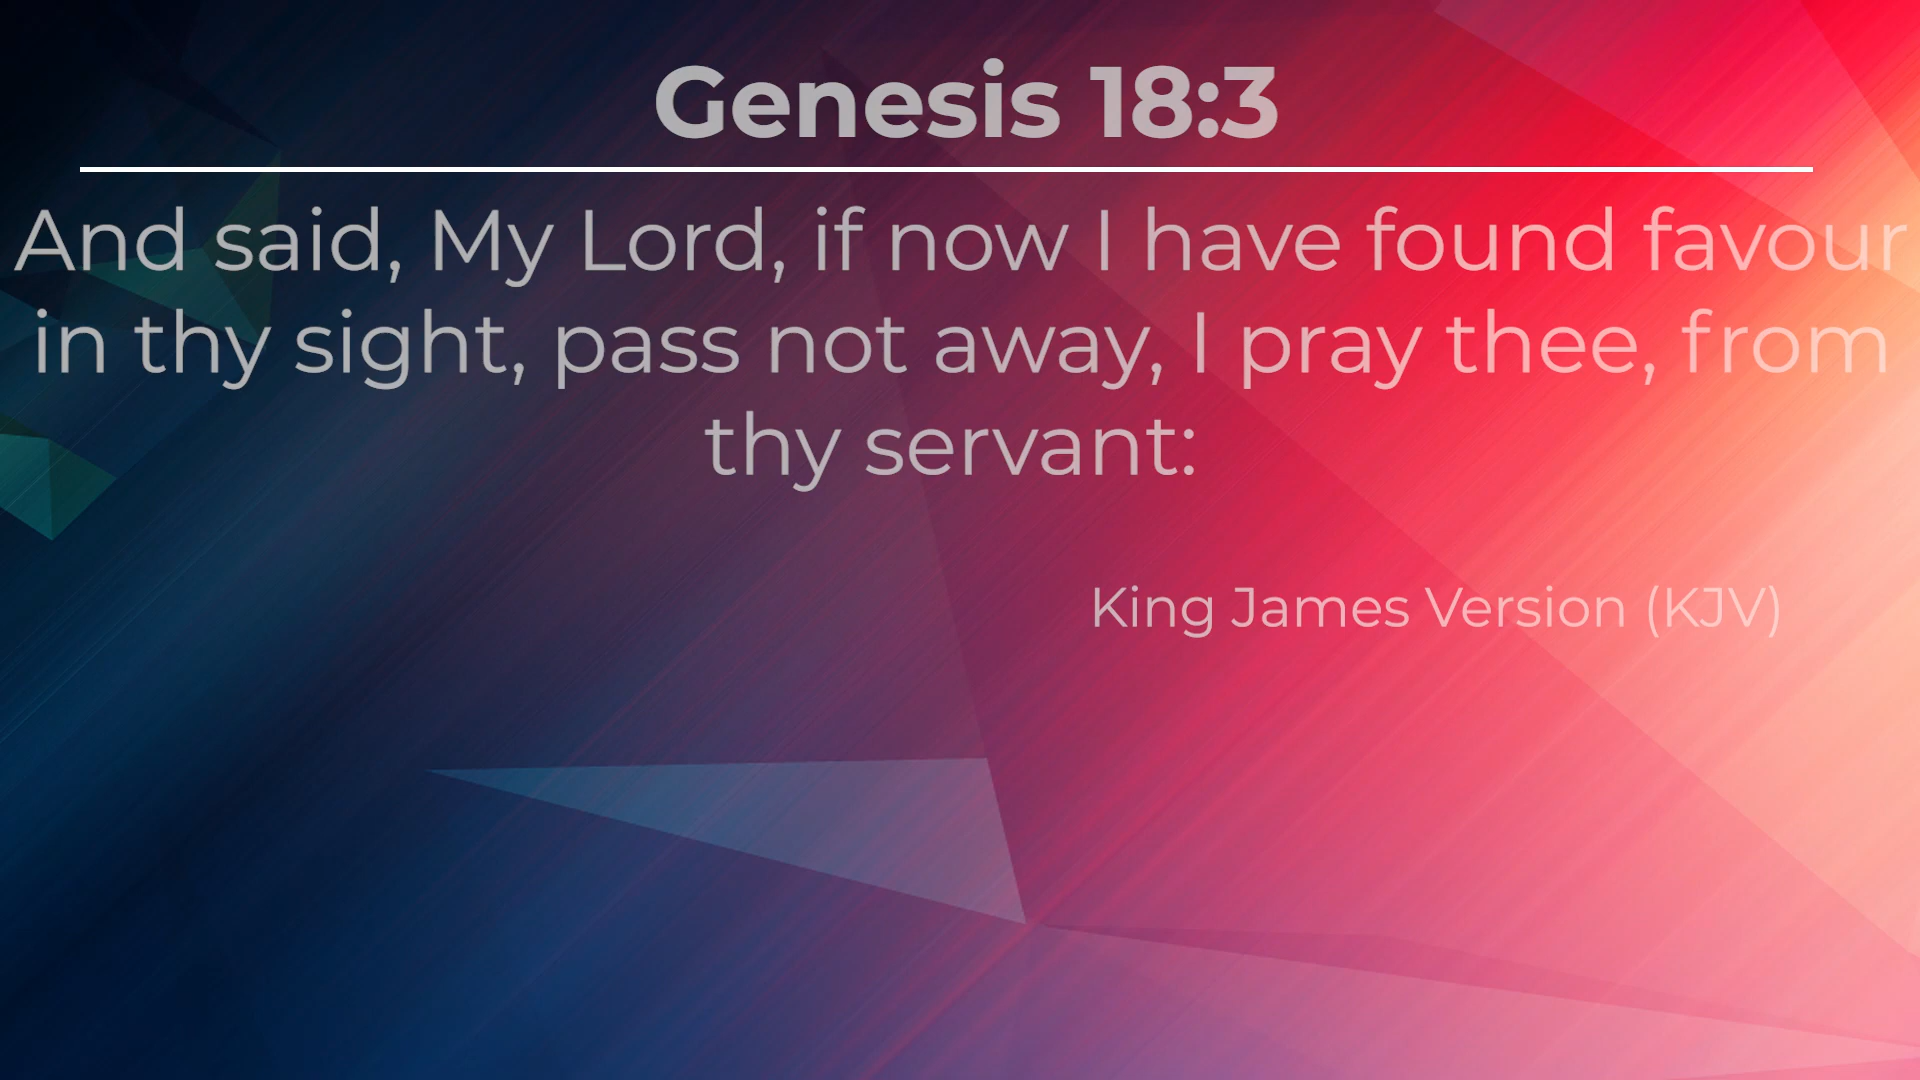 Genesis 18:3
And said, My Lord, if now I have found favour
in thy sight, pass not away, I pray thee, from
thy servant:
King James Version (KJV)